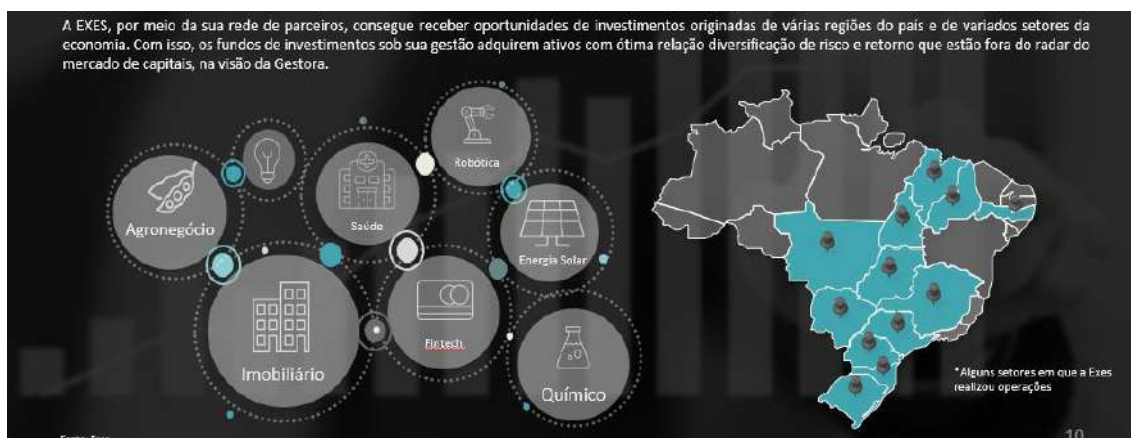 A EXES, por meio da sua rede de parceiros, consegue receber oportunidades de investimentos originadas de várias regiões do país e de variados setores da
economia. Com isso, os fundos de investimentos sob sua gestão adquirem ativos com ótima relação diversificação de risco e retorno que estão fora do radar do
mercado de capitais, na visão da Gestora.
Robótica
Agronegócio
Saúde
Energia Solar
Fintech
Imobiliário
Químico
*Alguns setores em que a Exes
realizou operações
10